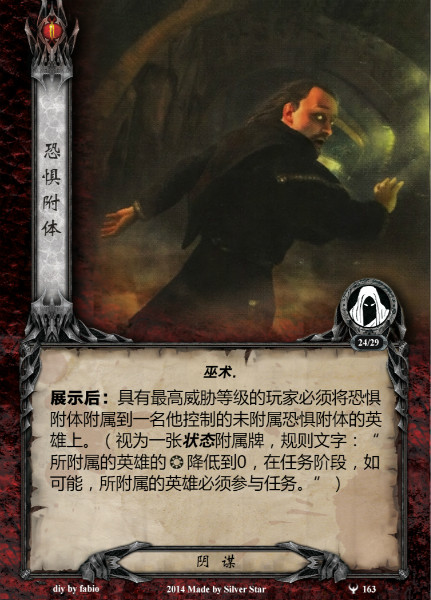 恐惧附体
24/29
巫术.
展示后：具有最高威胁等级的玩家必须将恐惧
附体附属到一名他控制的未附属恐惧附体的英
雄上。（视为一张状态附属牌，规则文字：“
所附属的英雄的 降低到0，在任务阶段，如
可能，所附属的英雄必须参与任务。”）
阴谋
diy by fabio
2014 Made by Silver Star
163